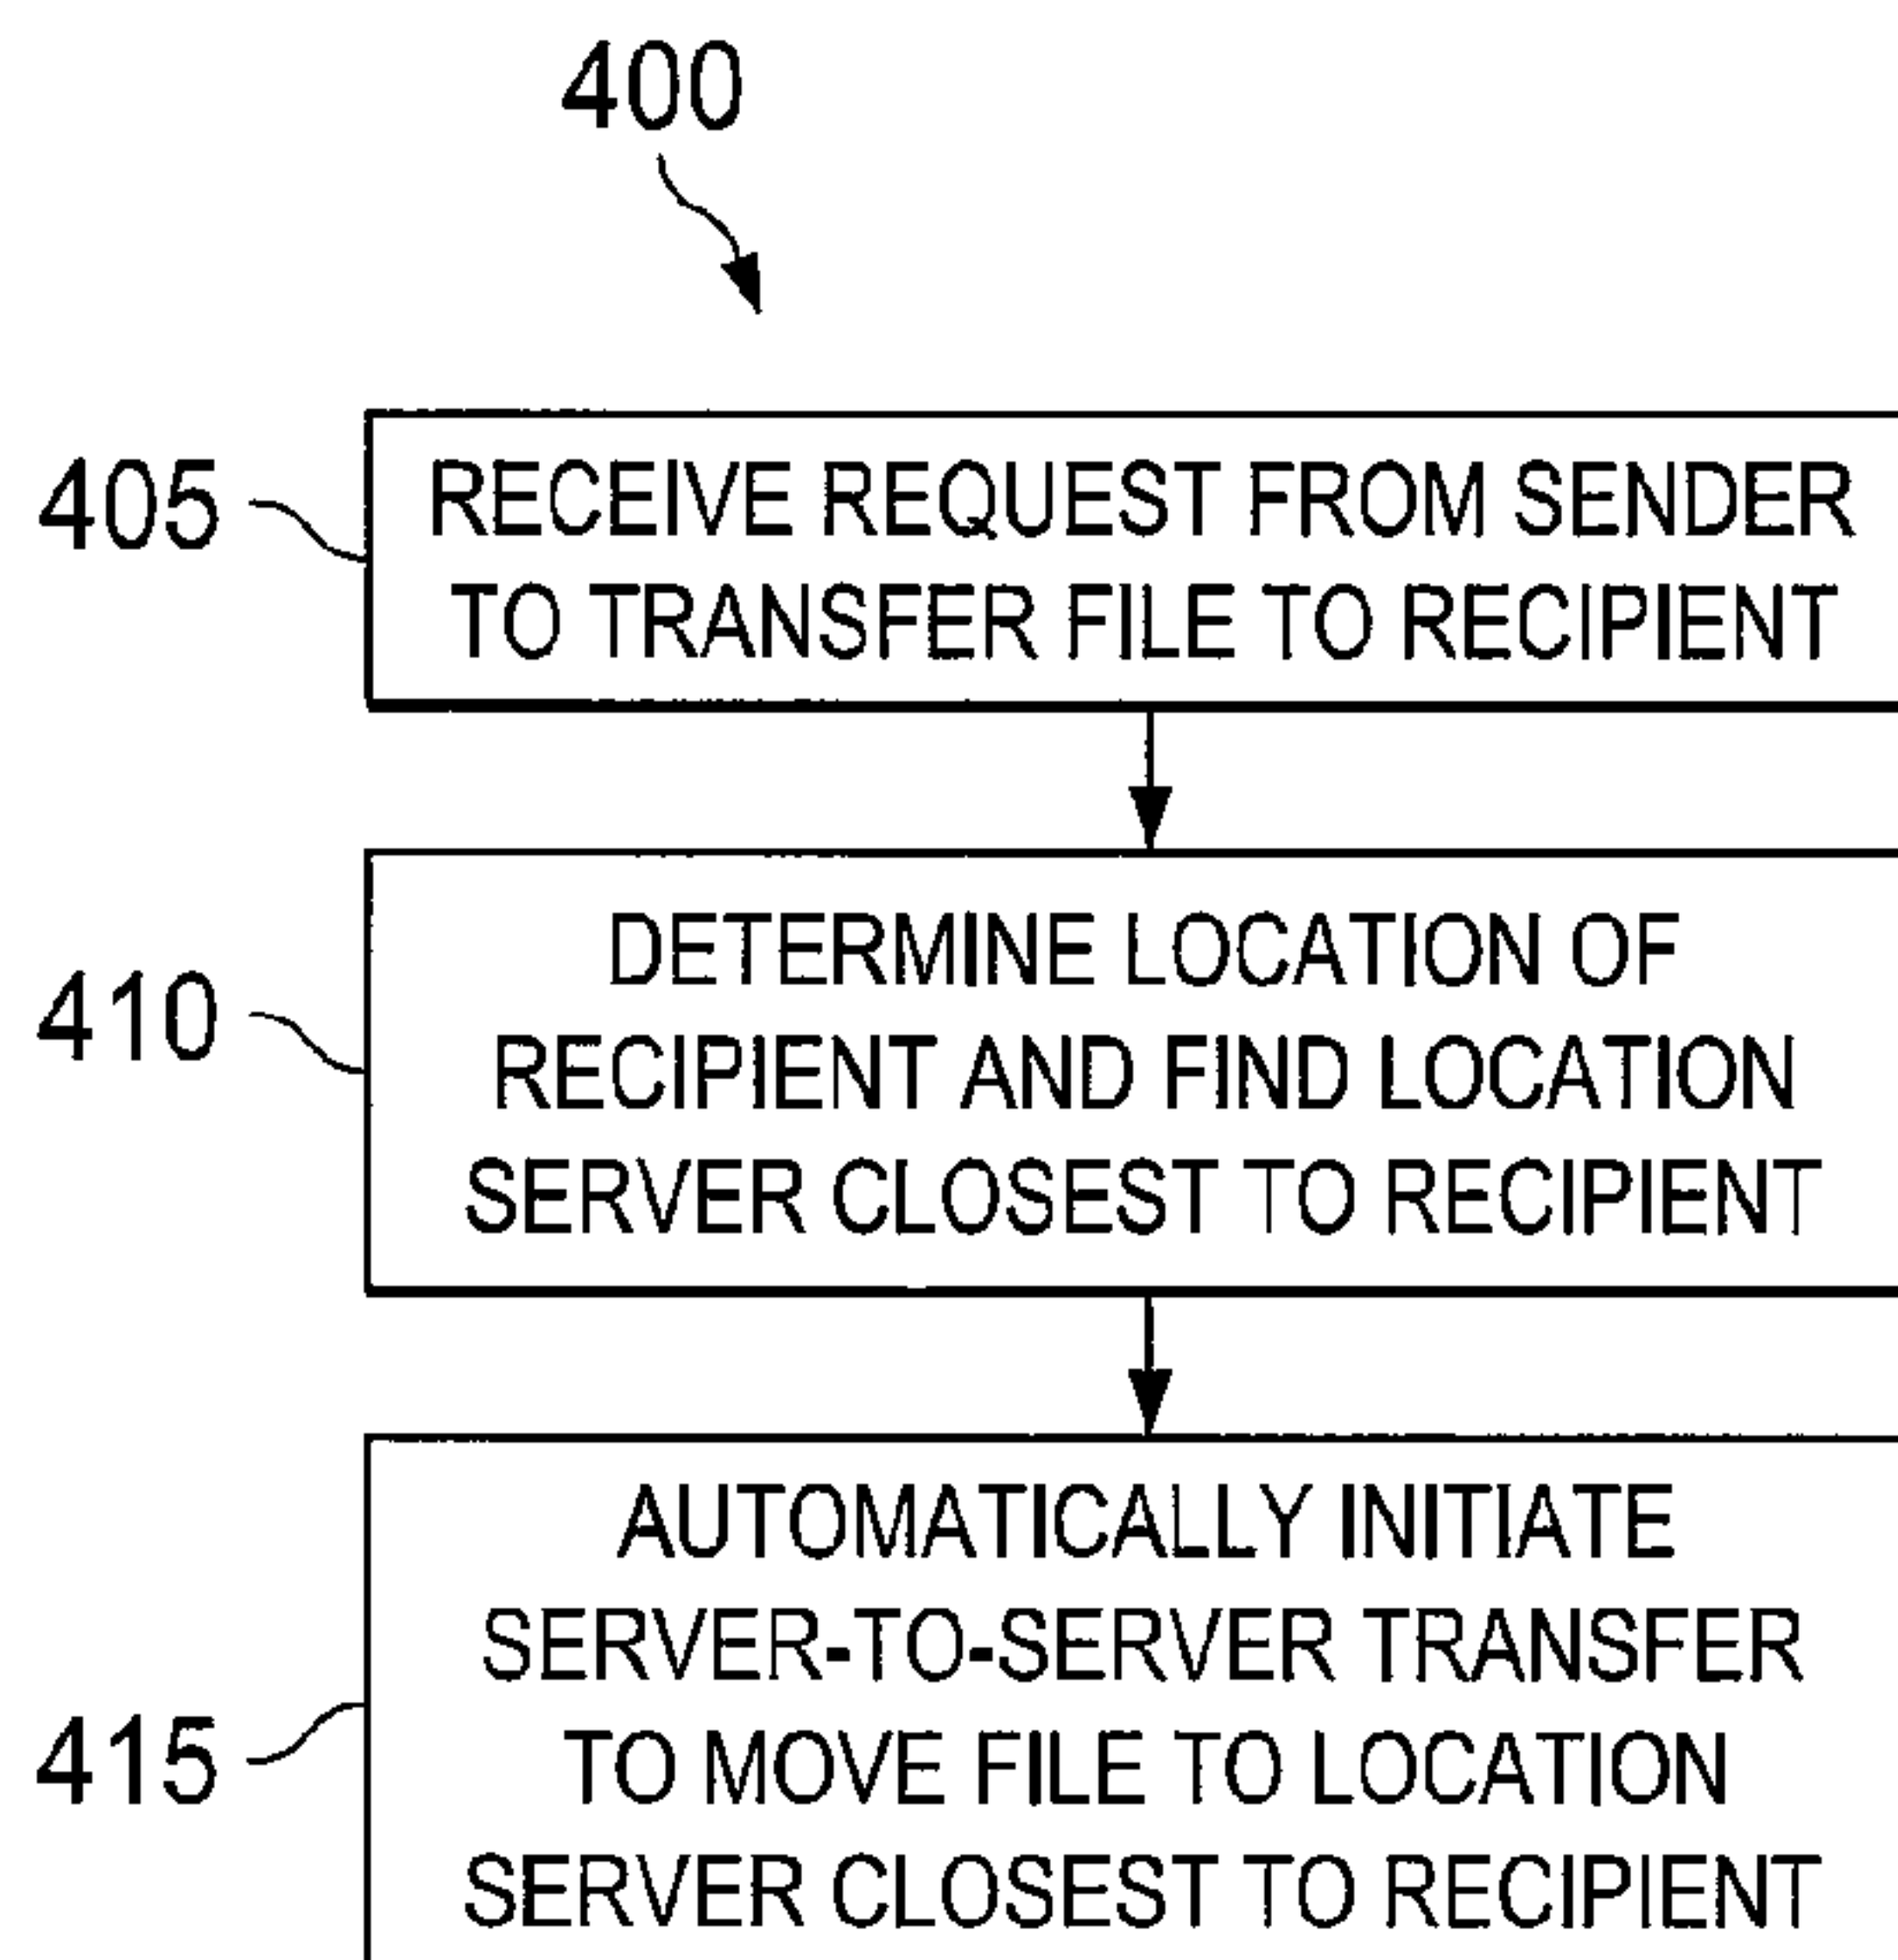 400
405
RECEIVE REQUEST FROM SENDER
TO TRANSFER FILE TO RECIPIENT
410
DETERMINE LOCATION OF
RECIPIENT AND FIND LOCATION
SERVER CLOSEST TO RECIPIENT
415
AUTOMATICALLY INITIATE
SERVER-TO-SERVER TRANSFER
TO MOVE FILE TO LOCATION
SERVER CLOSEST TO RECIPIENT